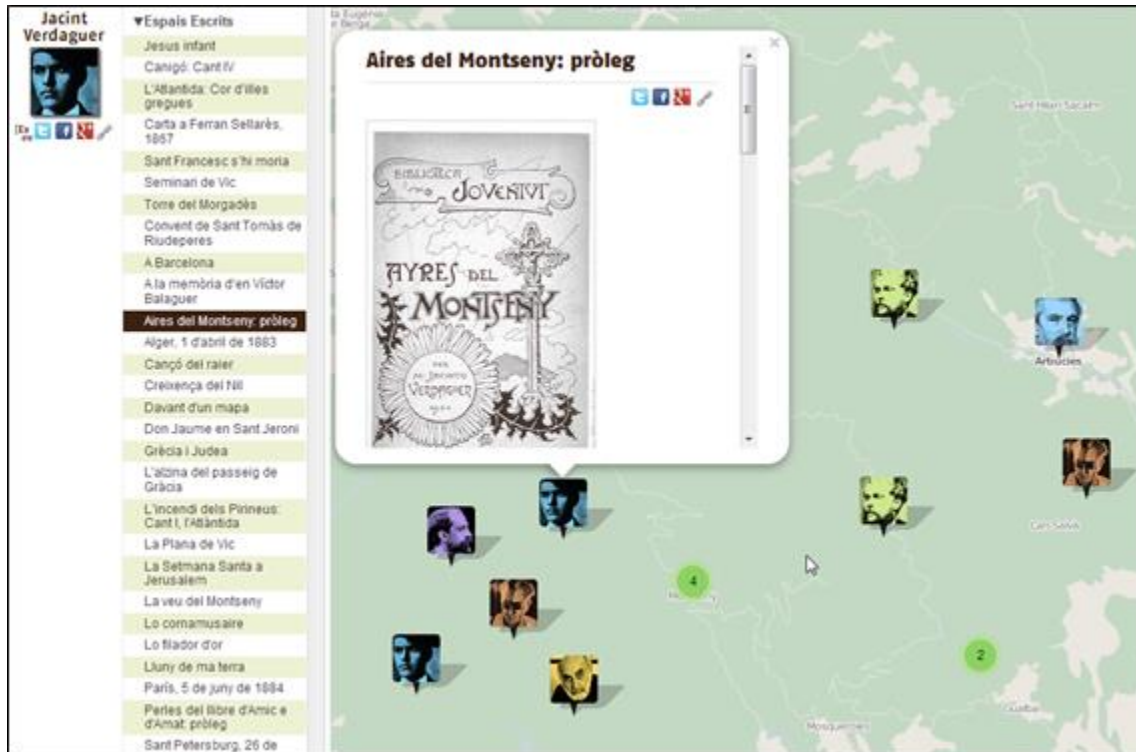 Jacint
Verdaguer
▼Espais Escrits
Jesus infant
Canigó: Cant IV
L'Atlantida: Cor d'illes
gregues
Carta a Ferran Sellarès,
1867
Sant Francesc s'hi moria
Seminari de Vic
Torre del Morgadès
Convent de Sant Tomàs de
Riudeperes
A Barcelona
A la memòria d'en Víctor
Balaguer
Aires del Montseny: pròleg
Alger, 1 d'abril de 1883
Cançó del raier
Creixença del Nil
Davant d'un mapa
Don Jaume en Sant Jeroni
Grècia i Judea
L'alzina del passeig de
Gràcia
L'incendi dels Pirineus:
Cant I, l'Atlàntida
La Plana de Vic
La Setmana Santa a
Jerusalem
La veu del Montseny
Lo cornamusaire
Lo filador d'or
Lluny de ma terra
París, 5 de juny de 1884
Perles del llibre d'Amic e
d'Amat: pròleg
Sant Petersburg, 26 de
Aires del Montseny: pròleg
BIBLIOTECA
JOVENTUT
AYRES DEL
MONTSENY
PER
Mn. JACINTO
VERDAGUER
Sant Hilari Sacalm
Arbúcies
4
2
Gualba
Mosqueroles